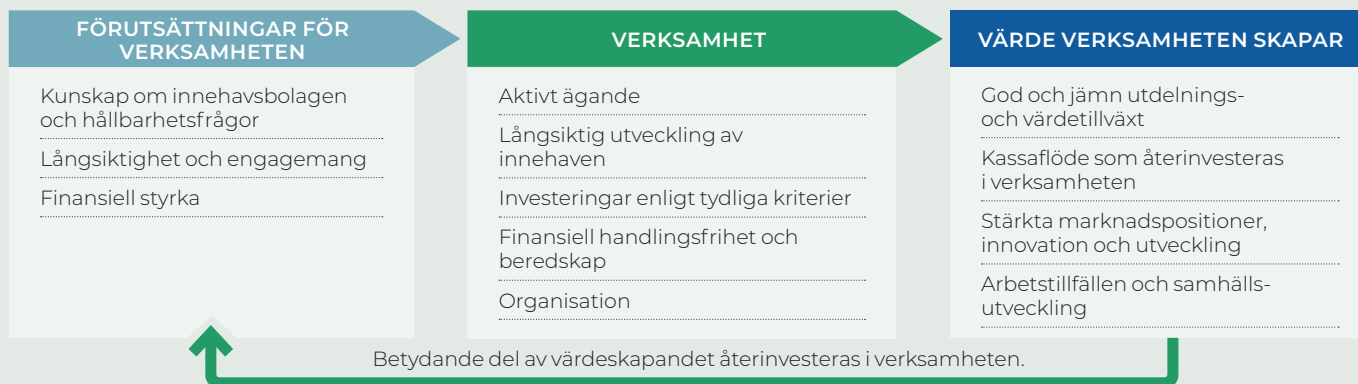 FÖRUTSÄTTNINGAR FÖR
VERKSAMHETEN
Kunskap om innehavsbolagen
och hållbarhetsfrågor
Långsiktighet och engagemang
Finansiell styrka
VERKSAMHET
Aktivt ägande
Långsiktig utveckling av
innehaven
Investeringar enligt tydliga kriterier
Finansiell handlingsfrihet och
beredskap
Organisation
VÄRDE VERKSAMHETEN SKAPAR
God och jämn utdelnings-
och värdetillväxt
Kassaflöde som återinvesteras
i verksamheten
Stärkta marknadspositioner,
innovation och utveckling
Arbetstillfällen och samhälls-
utveckling
Betydande del av värdeskapandet återinvesteras i verksamheten.